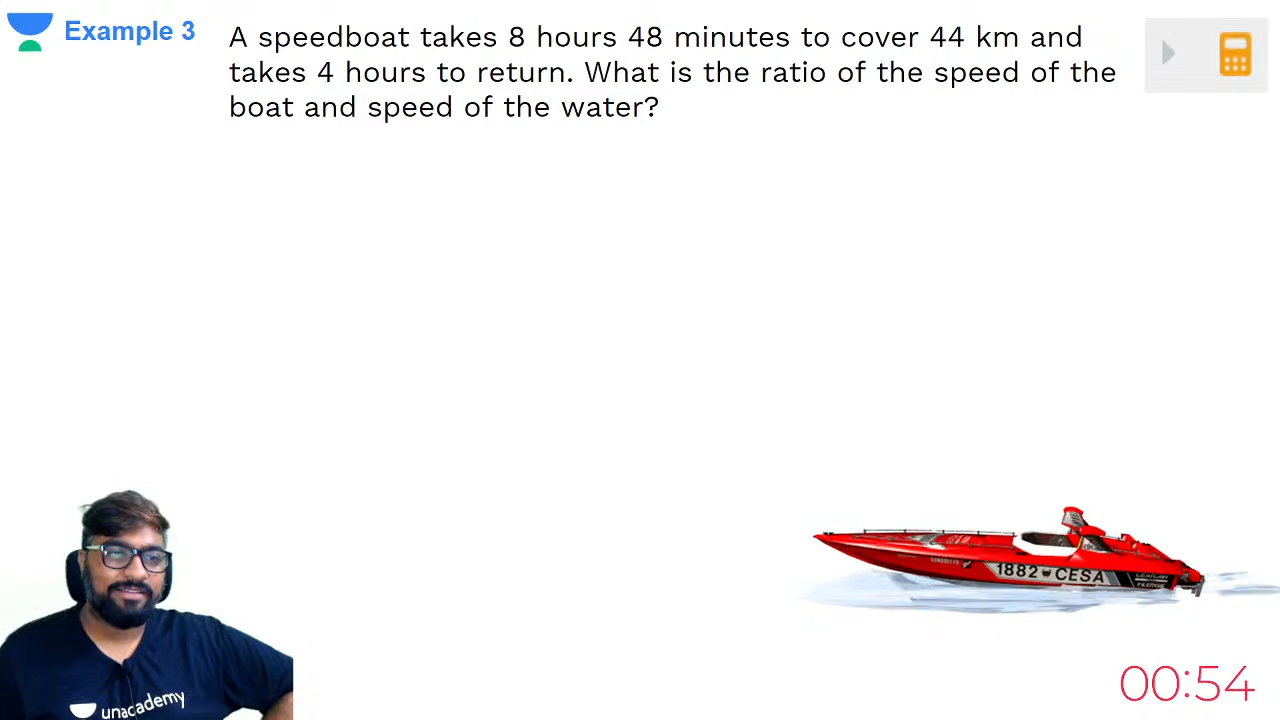 Example 3
A speedboat takes 8 hours 48 minutes to cover 44 km and
takes 4 hours to return. What is the ratio of the speed of the
boat and speed of the water?
1882 CESA
unacademy
00:54